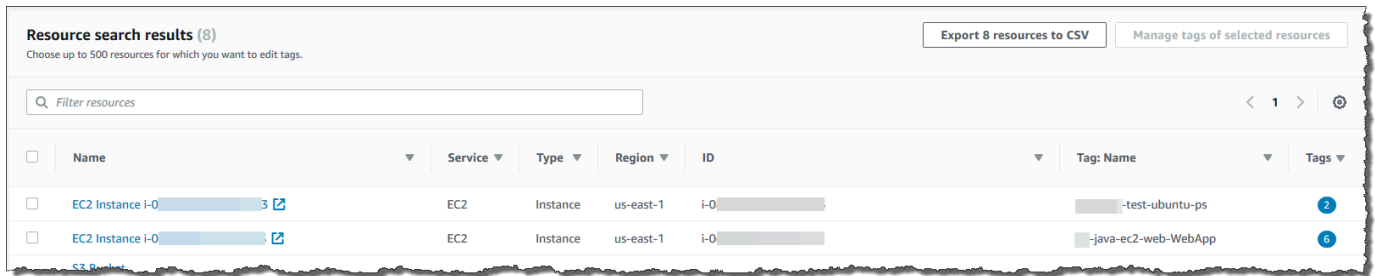 Resource search results (8)
Export 8 resources to CSV
Manage tags of selected resources
Choose up to 500 resources for which you want to edit tags.
Filter resources
1
Name Service Type Region ID Tag: Name Tags
EC2 Instance i-0 3 EC2 Instance us-east-1 i-0 -test-ubuntu-ps 2
EC2 Instance i-0 EC2 Instance us-east-1 i-0 -java-ec2-web-WebApp 6
S3 Bucket